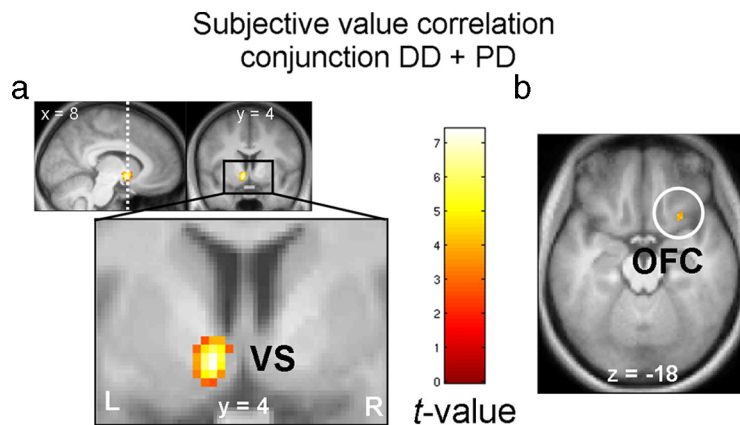 Subjective value correlation
conjunction DD + PD
a
x = 8
y = 4
VS
L
y = 4
R
7
6
5
4
3
2
1
0
t-value
b
OFC
z = -18